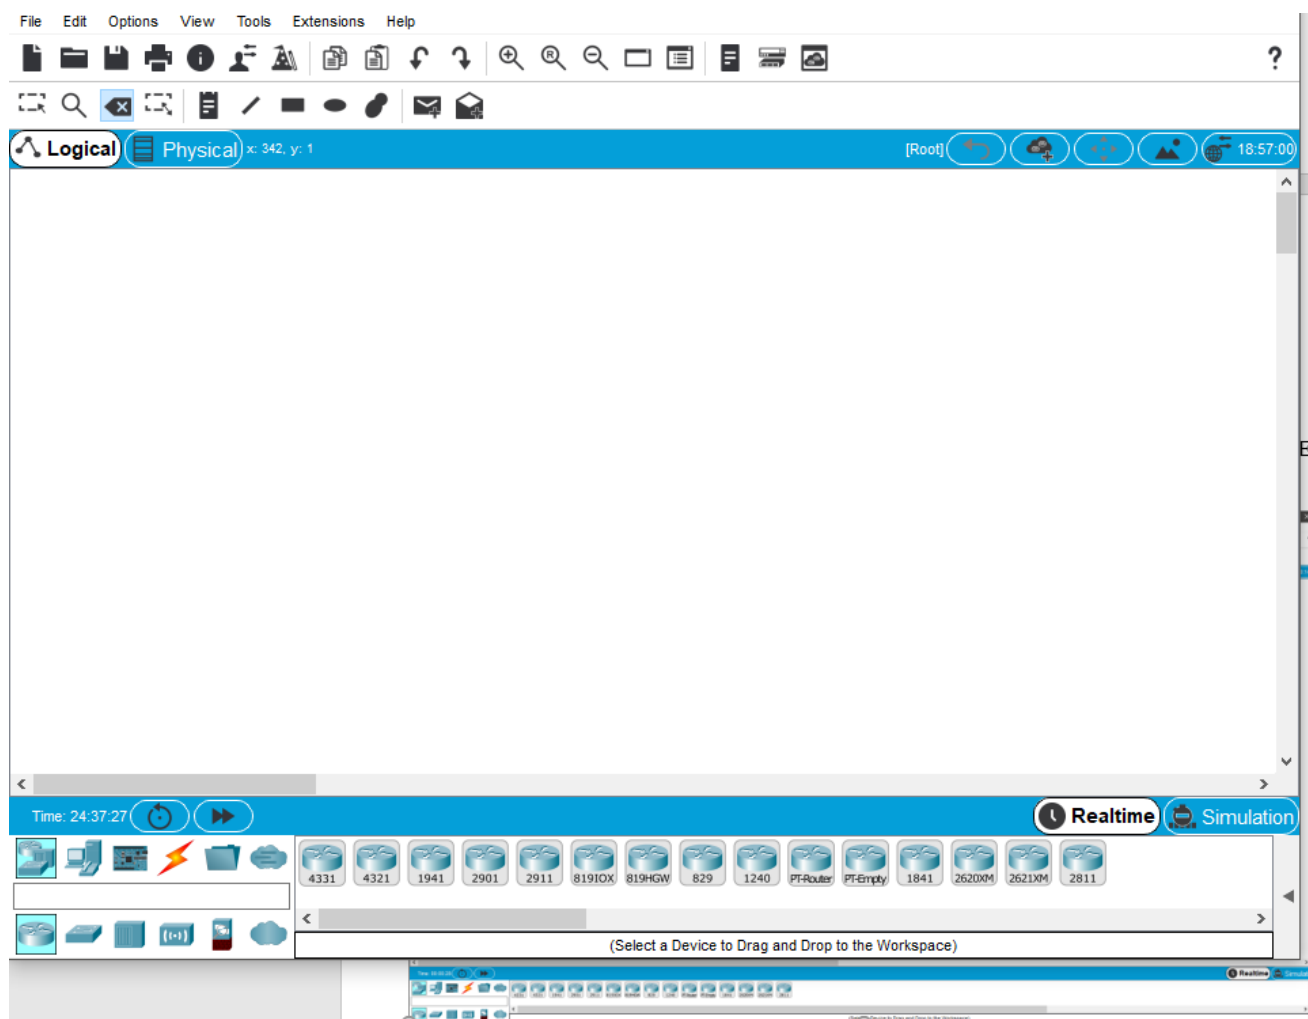 File Edit Options View Tools Extensions Help
?
Logical Physical x: 342, y: 1 [Root] 18:57:00
E
Time: 24:37:27 Realtime Simulation
4331 4321 1941 2901 2911 819IOX 819HGW 829 1240 PT-Router PT-Empty 1841 2620XM 2621XM 2811
(Select a Device to Drag and Drop to the Workspace)
Realtime